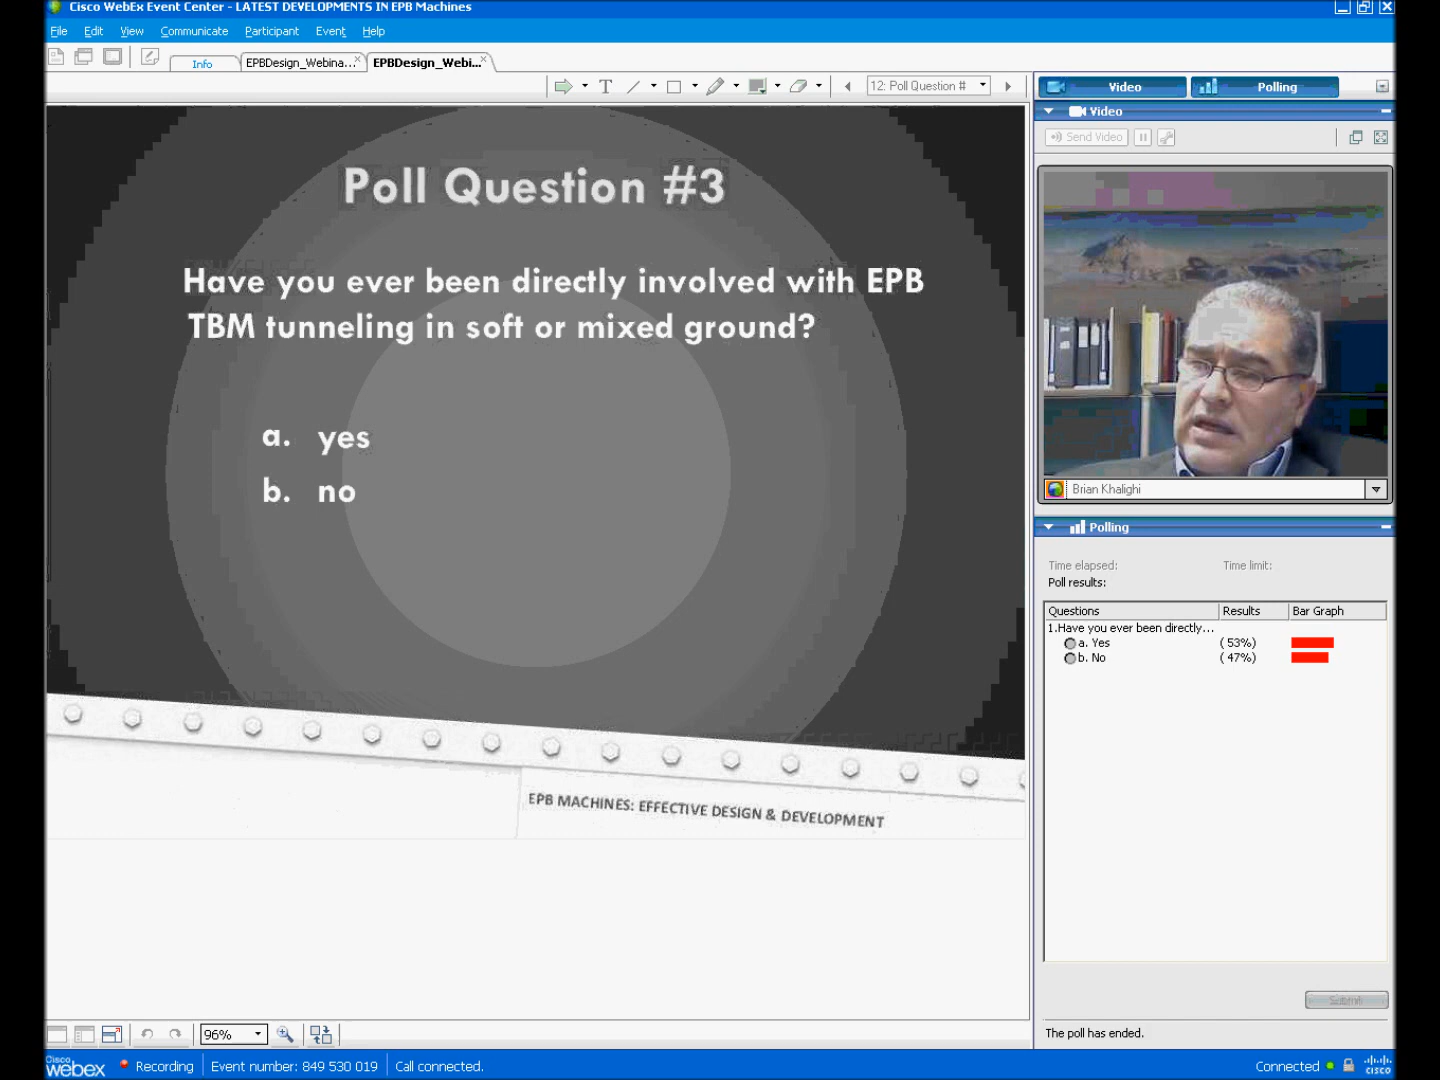 Cisco WebEx Event Center - LATEST DEVELOPMENTS IN EPB Machines
File Edit View Communicate Participant Event Help
Info EPBDesign_Webina... EPBDesign_Webi...
12: Poll Question #
Video Polling
Video
Send Video
Poll Question #3
Have you ever been directly involved with EPB
TBM tunneling in soft or mixed ground?
a. yes
b. no
EPB MACHINES: EFFECTIVE DESIGN & DEVELOPMENT
Brian Khalighi
Polling
Time elapsed: Time limit:
Poll results:
Questions Results Bar Graph
1.Have you ever been directly...
a. Yes ( 53%)
b. No ( 47%)
Submit
The poll has ended.
96%
Cisco webex Recording Event number: 849 530 019 Call connected. Connected cisco